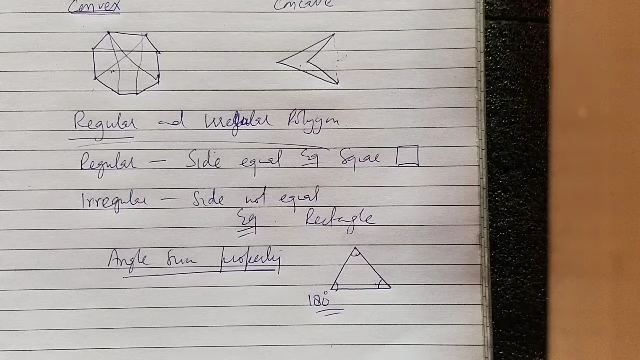 Convex Concave
Regular and Irregular Polygon
Regular – Side equal Eg Squae
Irregular – Side not equal
Eg Rectangle
Angle Sum property
180°